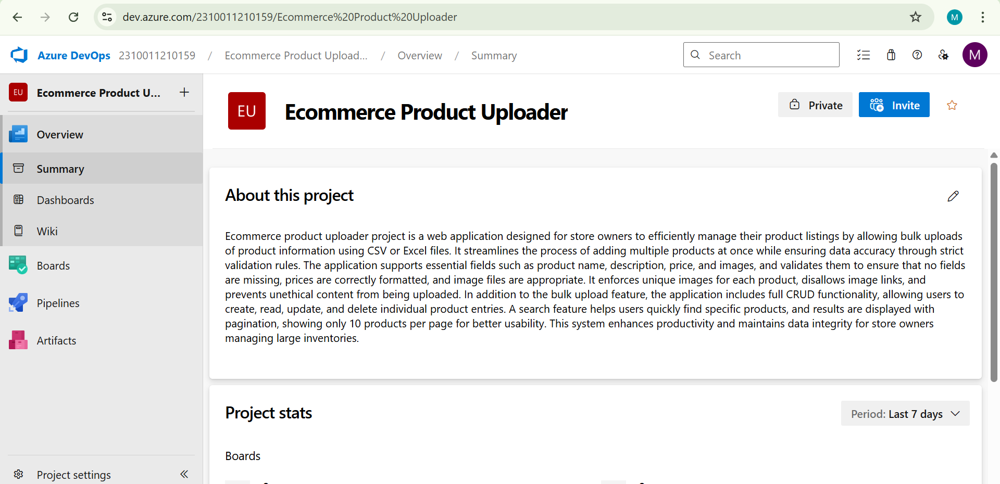 dev.azure.com/2310011210159/Ecommerce%20Product%20Uploader
M
Azure DevOps 2310011210159 / Ecommerce Product Upload... / Overview / Summary
Search
M
EU Ecommerce Product U...
Overview
Summary
Dashboards
Wiki
Boards
Pipelines
Artifacts
Project settings
EU Ecommerce Product Uploader
Private
Invite
About this project
Ecommerce product uploader project is a web application designed for store owners to efficiently manage their product listings by allowing bulk uploads
of product information using CSV or Excel files. It streamlines the process of adding multiple products at once while ensuring data accuracy through strict
validation rules. The application supports essential fields such as product name, description, price, and images, and validates them to ensure that no fields
are missing, prices are correctly formatted, and image files are appropriate. It enforces unique images for each product, disallows image links, and
prevents unethical content from being uploaded. In addition to the bulk upload feature, the application includes full CRUD functionality, allowing users to
create, read, update, and delete individual product entries. A search feature helps users quickly find specific products, and results are displayed with
pagination, showing only 10 products per page for better usability. This system enhances productivity and maintains data integrity for store owners
managing large inventories.
Project stats
Period: Last 7 days
Boards